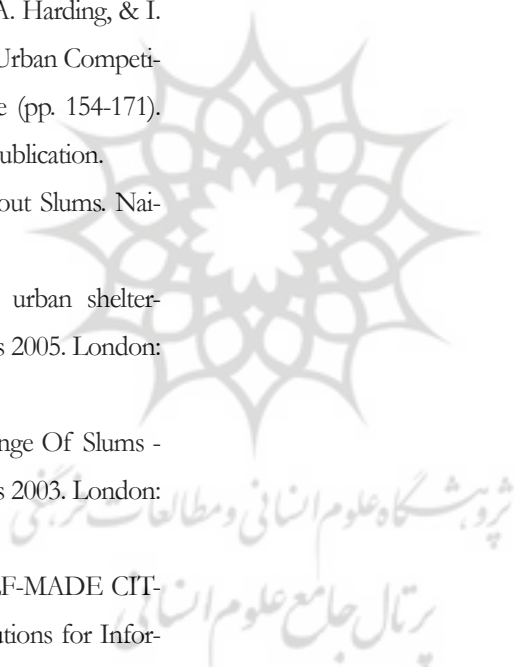 A. Harding, & I.
Urban Competi-
e (pp. 154-171).
ublication.
out Slums. Nai-
urban shelter-
s 2005. London:
nge Of Slums -
s 2003. London:
پژوهشگاه علوم انسانی و مطالعات فرهنگی
LF-MADE CIT-
پرتال جامع علوم انسانی
utions for Infor-